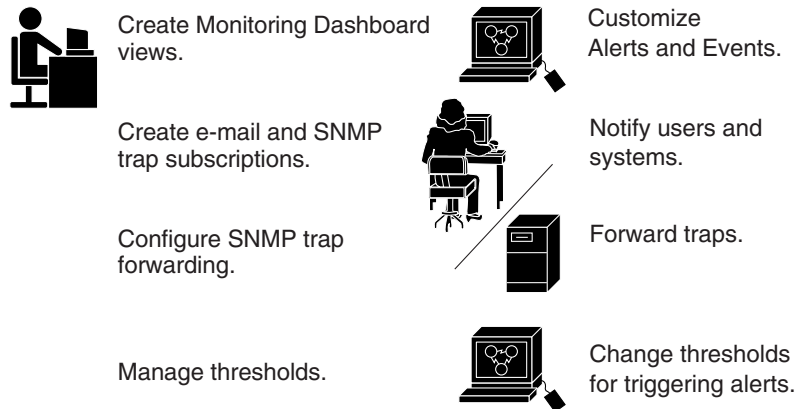 Create Monitoring Dashboard
views.
Customize
Alerts and Events.
Create e-mail and SNMP
trap subscriptions.
Notify users and
systems.
Configure SNMP trap
forwarding.
Forward traps.
Manage thresholds.
Change thresholds
for triggering alerts.